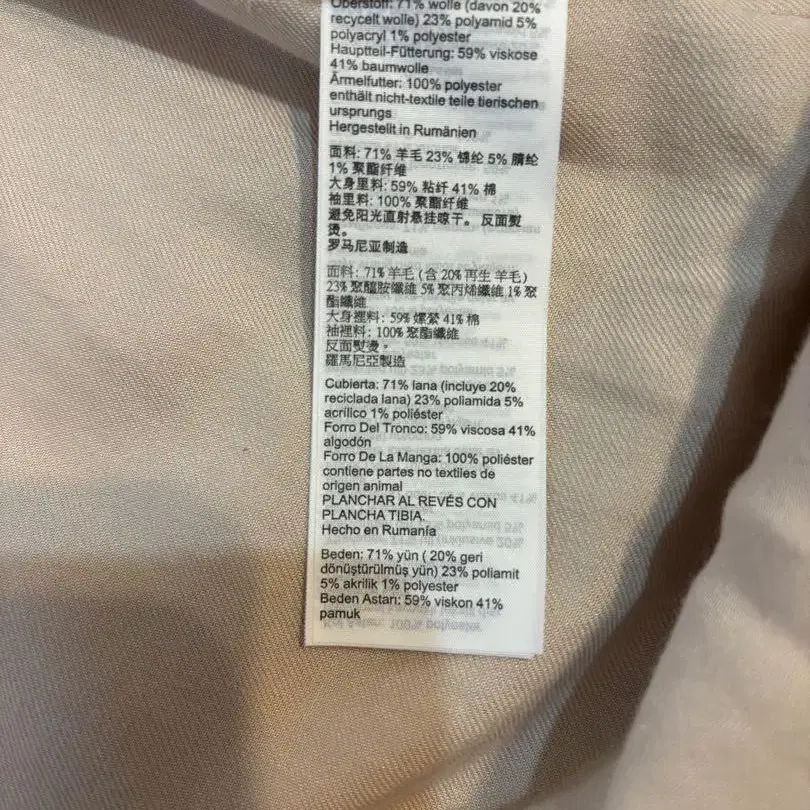 Oberstoff: 71% wolle (davon 20%
recycelt wolle) 23% polyamid 5%
polyacryl 1% polyester
Hauptteil-Fütterung: 59% viskose
41% baumwolle
Ärmelfutter: 100% polyester
enthält nicht-textile teile tierischen
ursprungs
Hergestellt in Rumänien
面料: 71% 羊毛 23% 锦纶 5% 腈纶
1% 聚酯纤维
大身里料: 59% 粘纤 41% 棉
袖里料: 100% 聚酯纤维
避免阳光直射悬挂晾干。 反面熨
烫。
罗马尼亚制造
面料: 71% 羊毛 (含 20% 再生 羊毛)
23% 聚醯胺纖維 5% 聚丙烯纖維 1% 聚
酯纖維
大身裡料: 59% 嫘縈 41% 棉
袖裡料: 100% 聚酯纖維
反面熨燙。
羅馬尼亞製造
Cubierta: 71% lana (incluye 20%
reciclada lana) 23% poliamida 5%
acrílico 1% poliéster
Forro Del Tronco: 59% viscosa 41%
algodón
Forro De La Manga: 100% poliéster
contiene partes no textiles de
origen animal
PLANCHAR AL REVÉS CON
PLANCHA TIBIA.
Hecho en Rumanía
Beden: 71% yün ( 20% geri
dönüştürülmüş yün) 23% poliamit
5% akrilik 1% polyester
Beden Astarı: 59% viskon 41%
pamuk